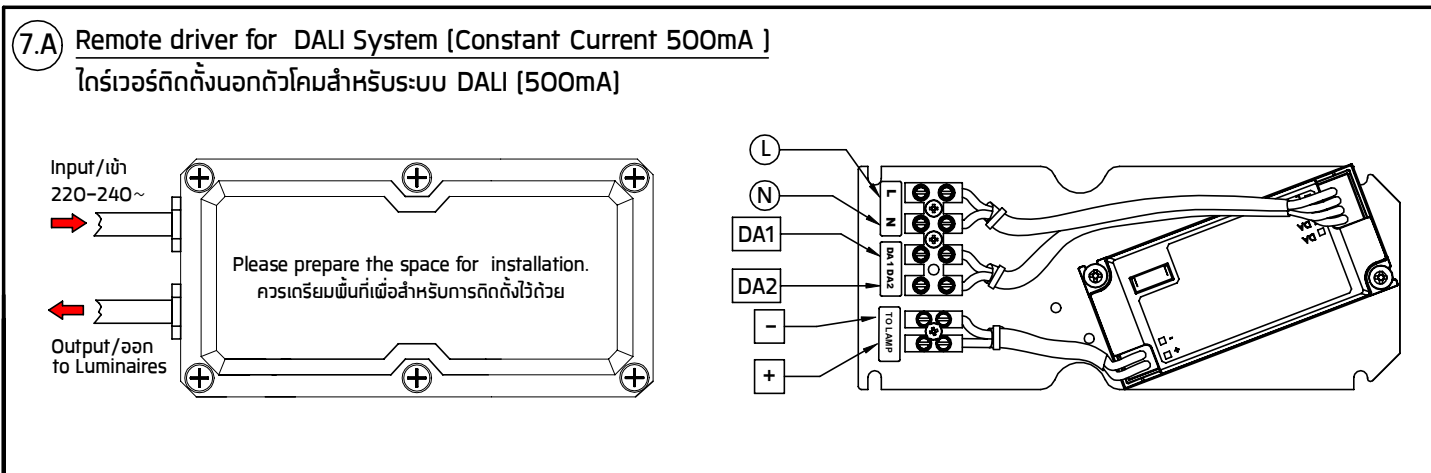 7.A Remote driver for DALI System (Constant Current 500mA )
ไดร์เวอร์ติดตั้งนอกตัวโคมสำหรับระบบ DALI (500mA)
Input/เข้า
220-240~
Please prepare the space for installation.
ควรเตรียมพื้นที่เผื่อสำหรับการติดตั้งไว้ด้วย
Output/ออก
to Luminaires
L
N
DA1
DA2
-
+
L
N
DA1 DA2
TO LAMP
DA
DA
-
+